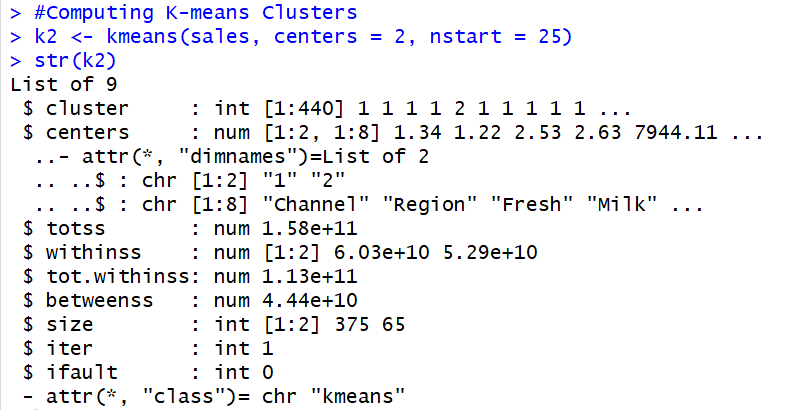 > #Computing K-means Clusters
> k2 <- kmeans(sales, centers = 2, nstart = 25)
> str(k2)
List of 9
 $ cluster     : int [1:440] 1 1 1 1 2 1 1 1 1 1 ...
 $ centers     : num [1:2, 1:8] 1.34 1.22 2.53 2.63 7944.11 ...
  ..- attr(*, "dimnames")=List of 2
  .. ..$ : chr [1:2] "1" "2"
  .. ..$ : chr [1:8] "Channel" "Region" "Fresh" "Milk" ...
 $ totss       : num 1.58e+11
 $ withinss    : num [1:2] 6.03e+10 5.29e+10
 $ tot.withinss: num 1.13e+11
 $ betweenss   : num 4.44e+10
 $ size        : int [1:2] 375 65
 $ iter        : int 1
 $ ifault      : int 0
 - attr(*, "class")= chr "kmeans"